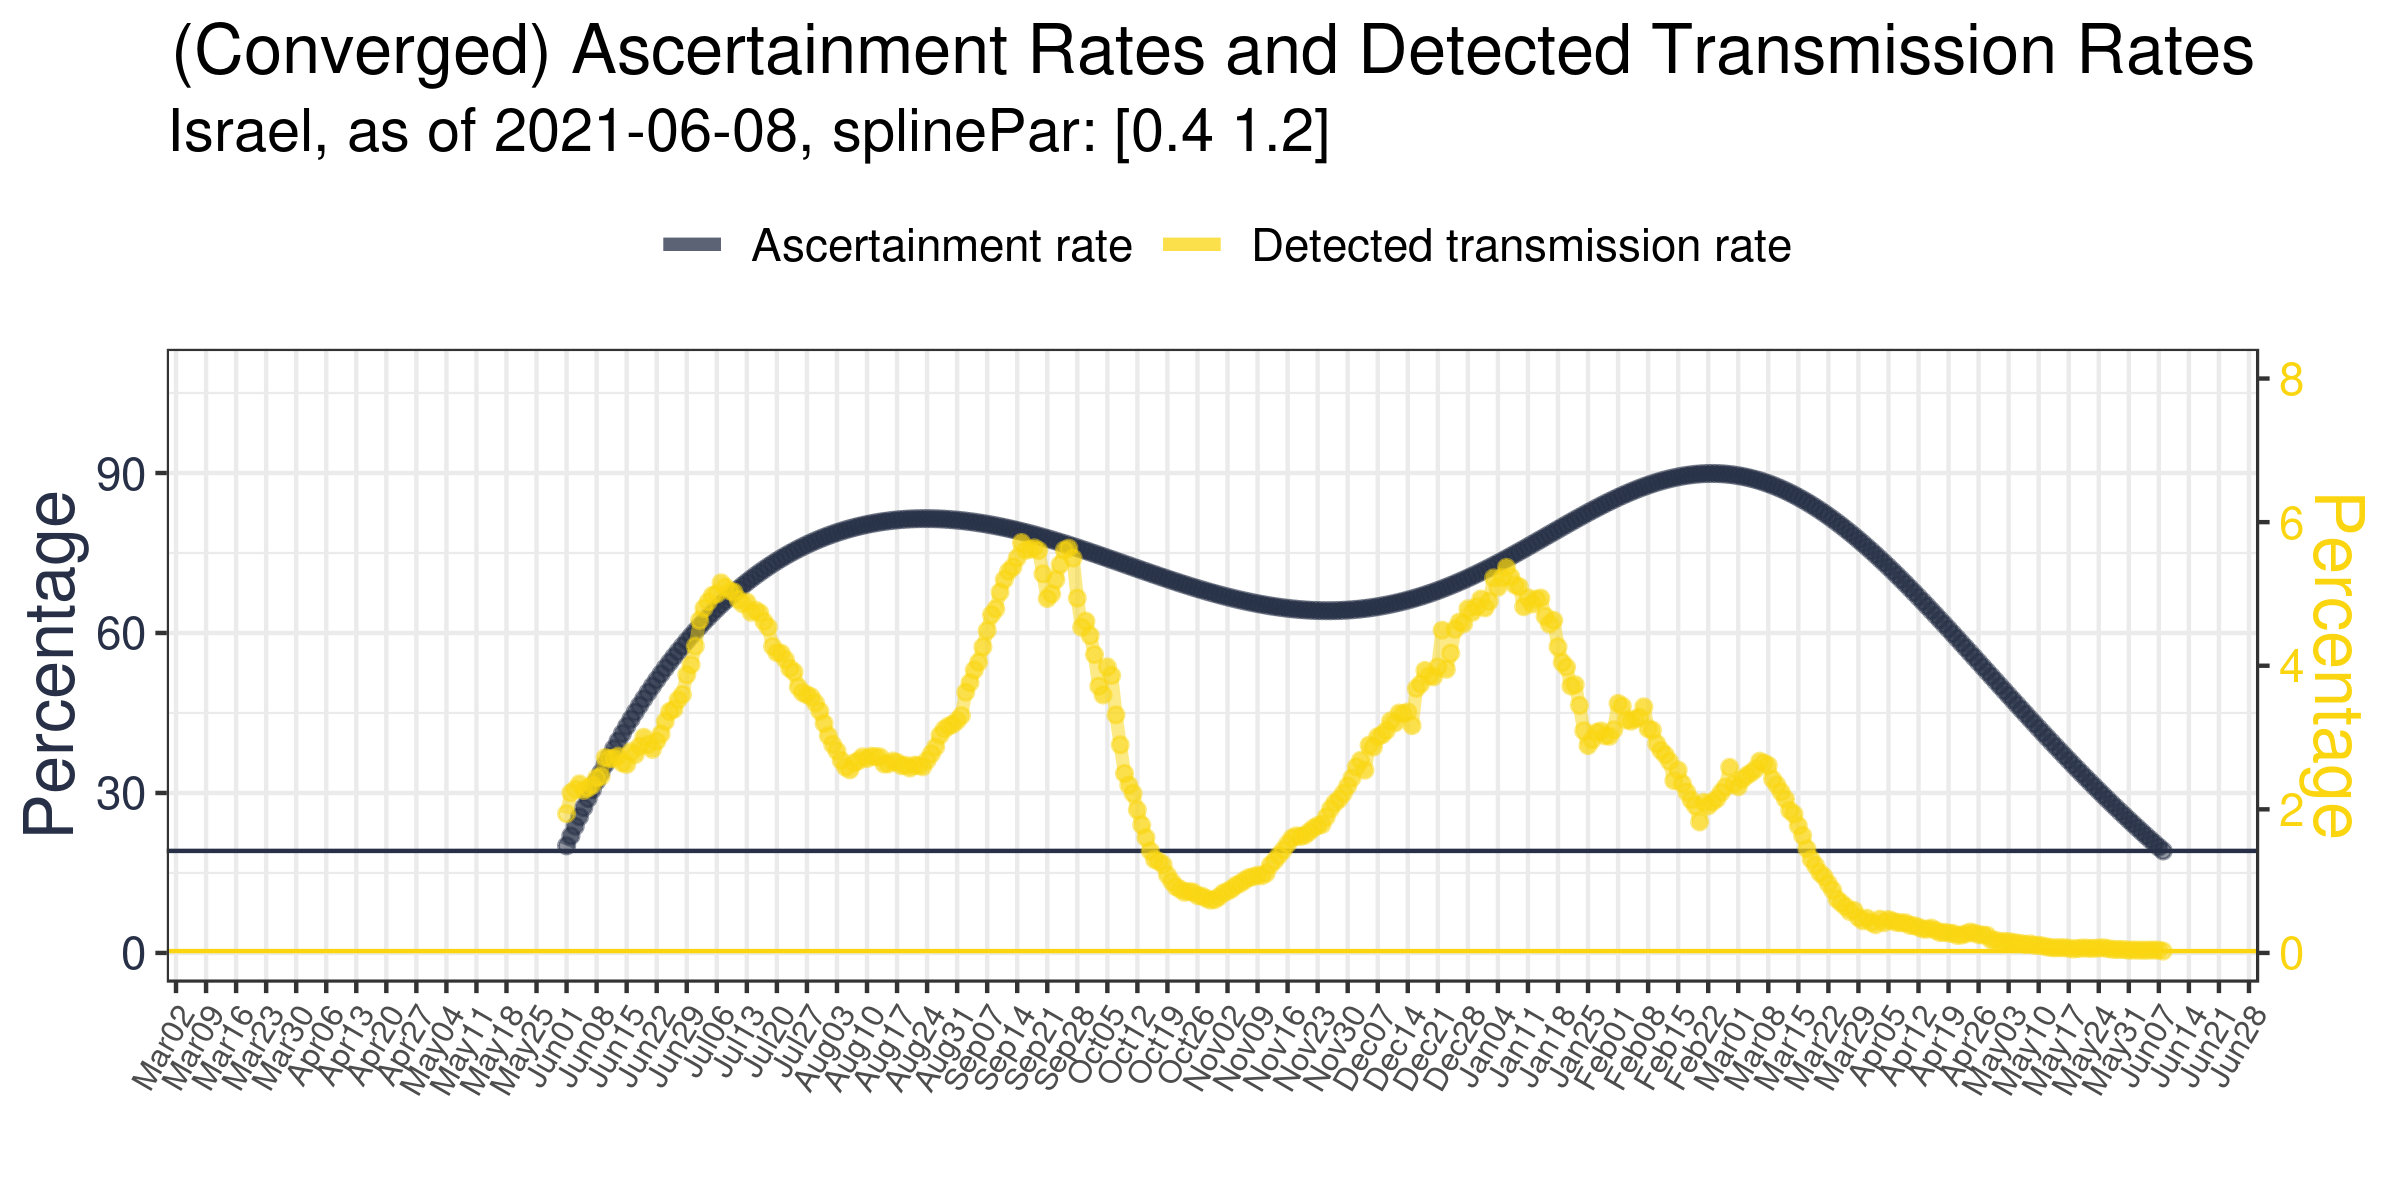 (Converged) Ascertainment Rates and Detected Transmission Rates
Israel, as of 2021-06-08, splinePar: [0.4 1.2]
Ascertainment rate
Detected transmission rate
Percentage
90
60
30
0
8
6
4
2
0
Percentage
Mar02
Mar09
Mar16
Mar23
Mar30
Apr06
Apr13
Apr20
Apr27
May04
May11
May18
May25
Jun01
Jun08
Jun15
Jun22
Jun29
Jul06
Jul13
Jul20
Jul27
Aug03
Aug10
Aug17
Aug24
Aug31
Sep07
Sep14
Sep21
Sep28
Oct05
Oct12
Oct19
Oct26
Nov02
Nov09
Nov16
Nov23
Nov30
Dec07
Dec14
Dec21
Dec28
Jan04
Jan11
Jan18
Jan25
Feb01
Feb08
Feb15
Feb22
Mar01
Mar08
Mar15
Mar22
Mar29
Apr05
Apr12
Apr19
Apr26
May03
May10
May17
May24
May31
Jun07
Jun14
Jun21
Jun28